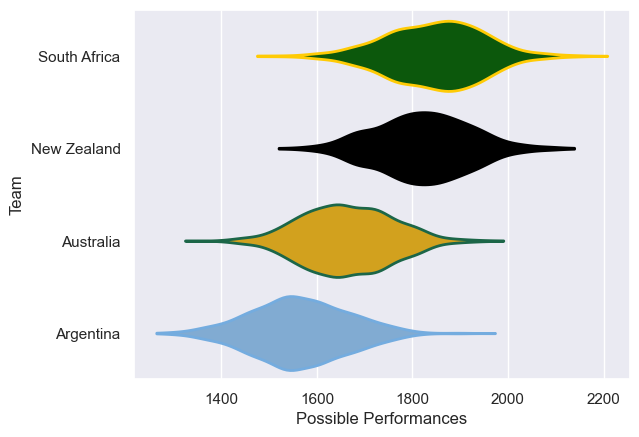 South Africa
New Zealand
Australia
Argentina
Team
1400 1600 1800 2000 2200
Possible Performances